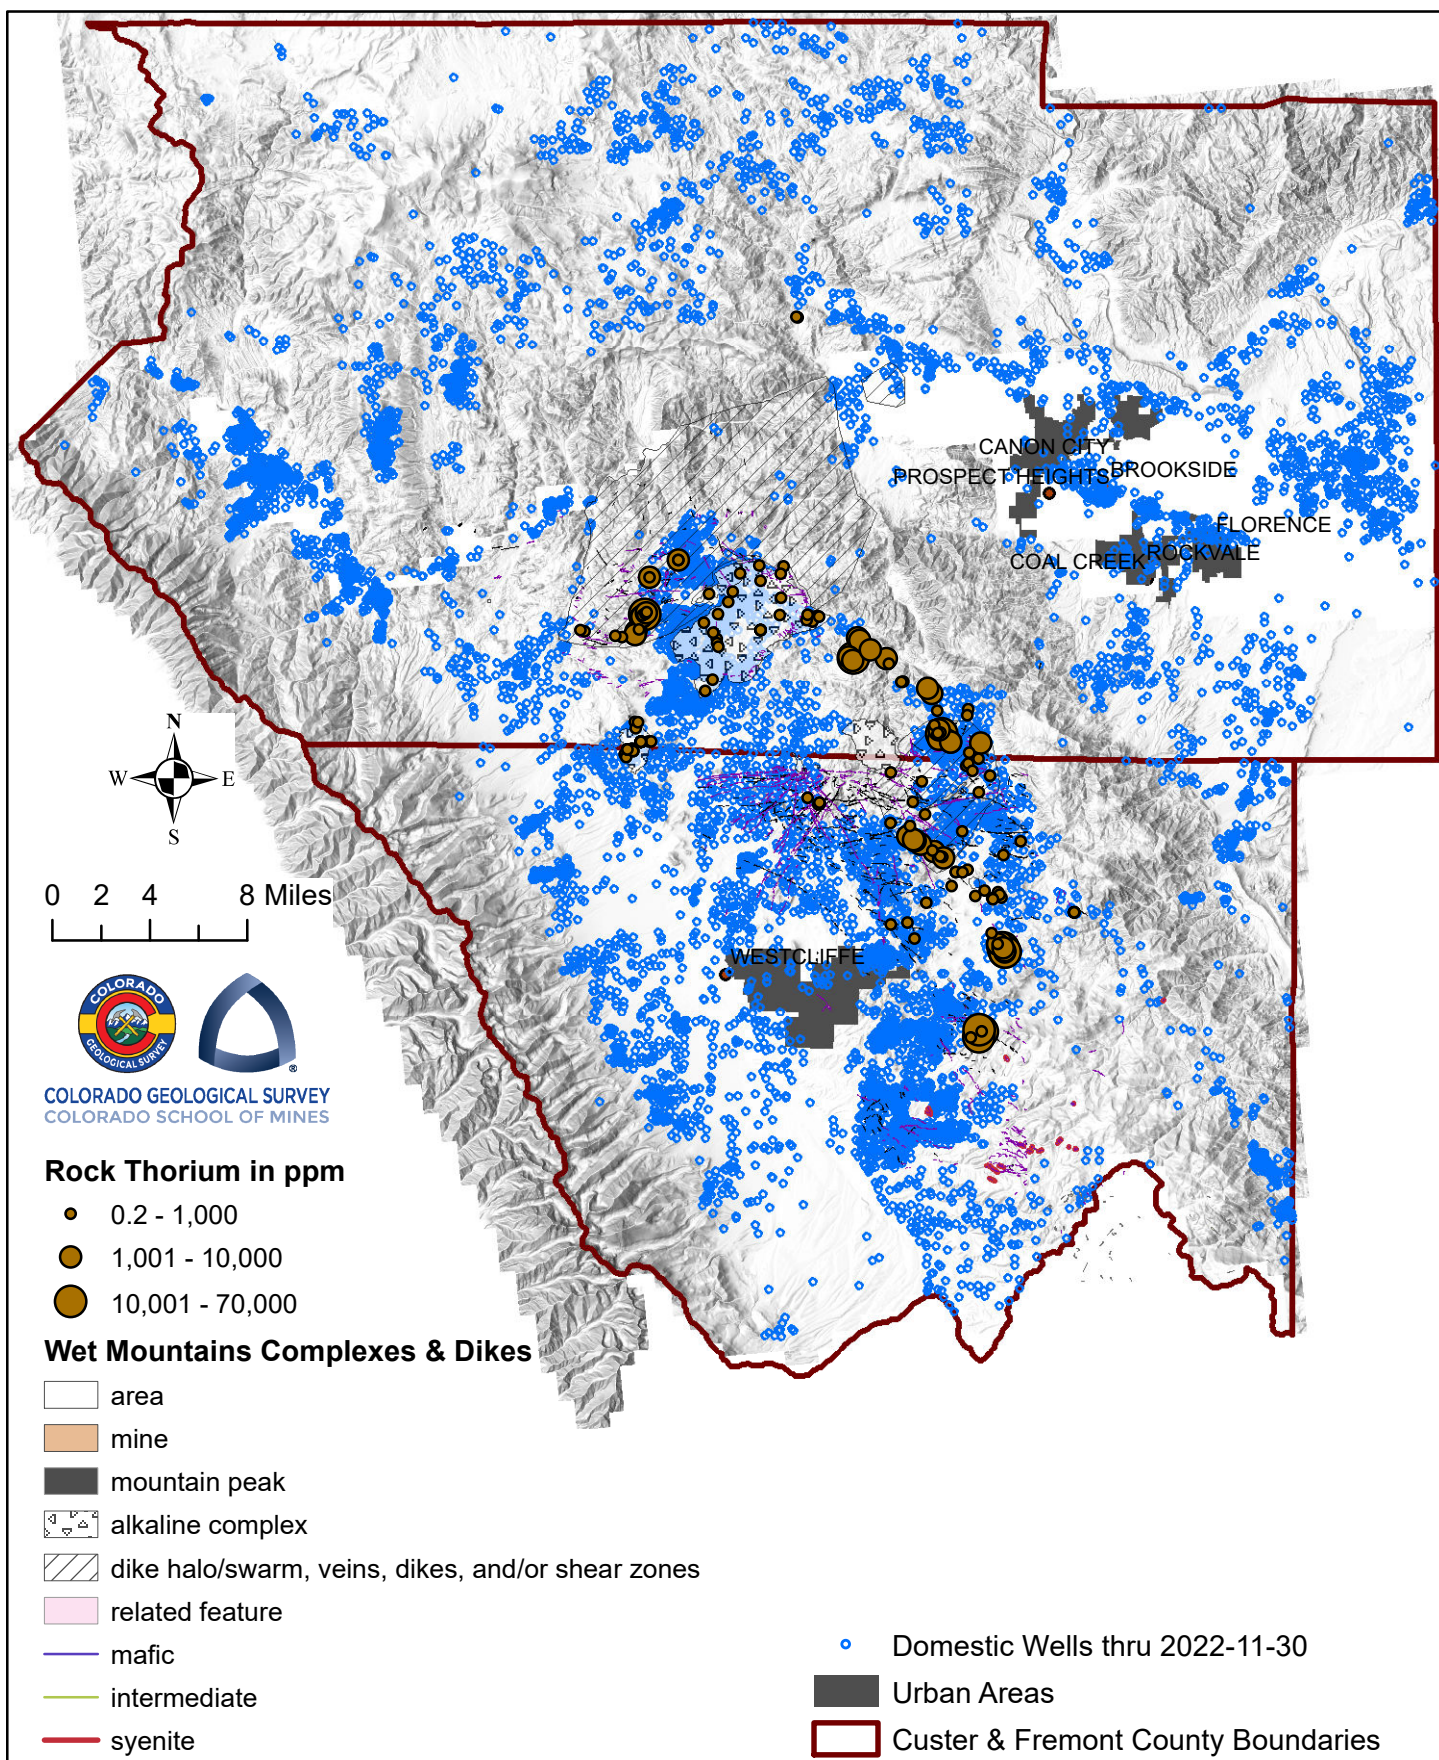 CANON CITY
PROSPECT HEIGHTS
BROOKSIDE
FLORENCE
COAL CREEK
ROCKVALE
N
W
E
S
0 2 4 8 Miles
WESTCLIFFE
COLORADO
GEOLOGICAL SURVEY
®
COLORADO GEOLOGICAL SURVEY
COLORADO SCHOOL OF MINES
Rock Thorium in ppm
0.2 - 1,000
1,001 - 10,000
10,001 - 70,000
Wet Mountains Complexes & Dikes
area
mine
mountain peak
alkaline complex
dike halo/swarm, veins, dikes, and/or shear zones
related feature
mafic
intermediate
syenite
Domestic Wells thru 2022-11-30
Urban Areas
Custer & Fremont County Boundaries